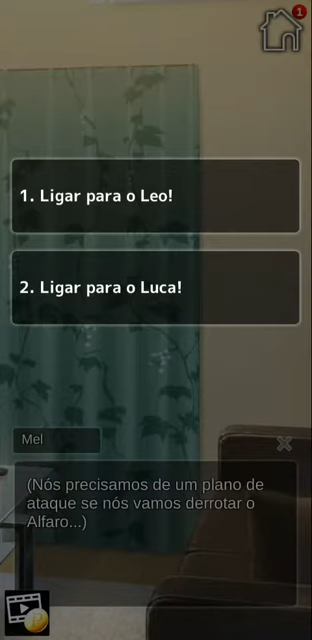 1
1. Ligar para o Leo!
2. Ligar para o Luca!
Mel
(Nós precisamos de um plano de
ataque se nós vamos derrotar o
Alfaro...)
P